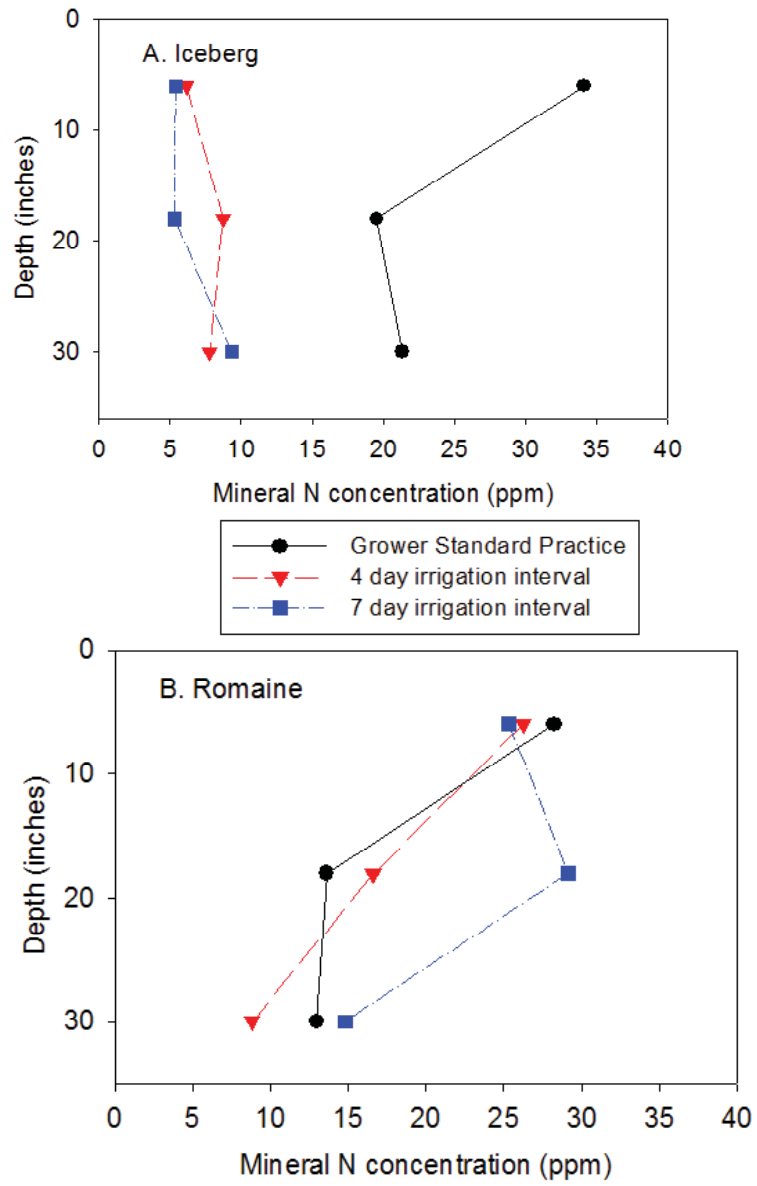 0
A. Iceberg
10
20
30
Depth (inches)
0 5 10 15 20 25 30 35 40
Mineral N concentration (ppm)
Grower Standard Practice
4 day irrigation interval
7 day irrigation interval
0
B. Romaine
10
20
30
Depth (inches)
0 5 10 15 20 25 30 35 40
Mineral N concentration (ppm)